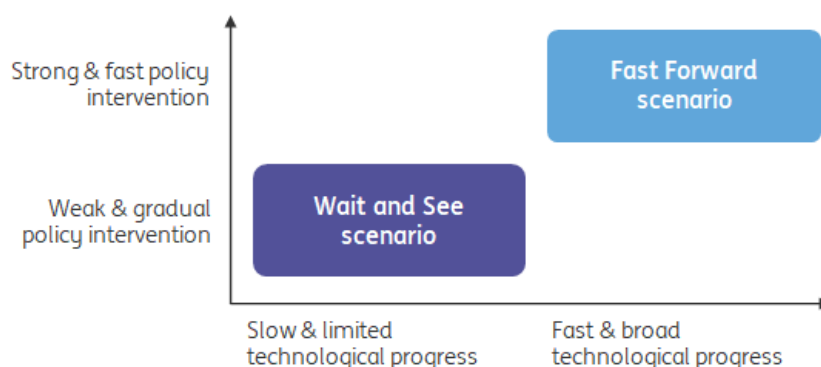 Strong & fast policy
intervention
Fast Forward
scenario
Weak & gradual
policy intervention
Wait and See
scenario
Slow & limited
technological progress
Fast & broad
technological progress